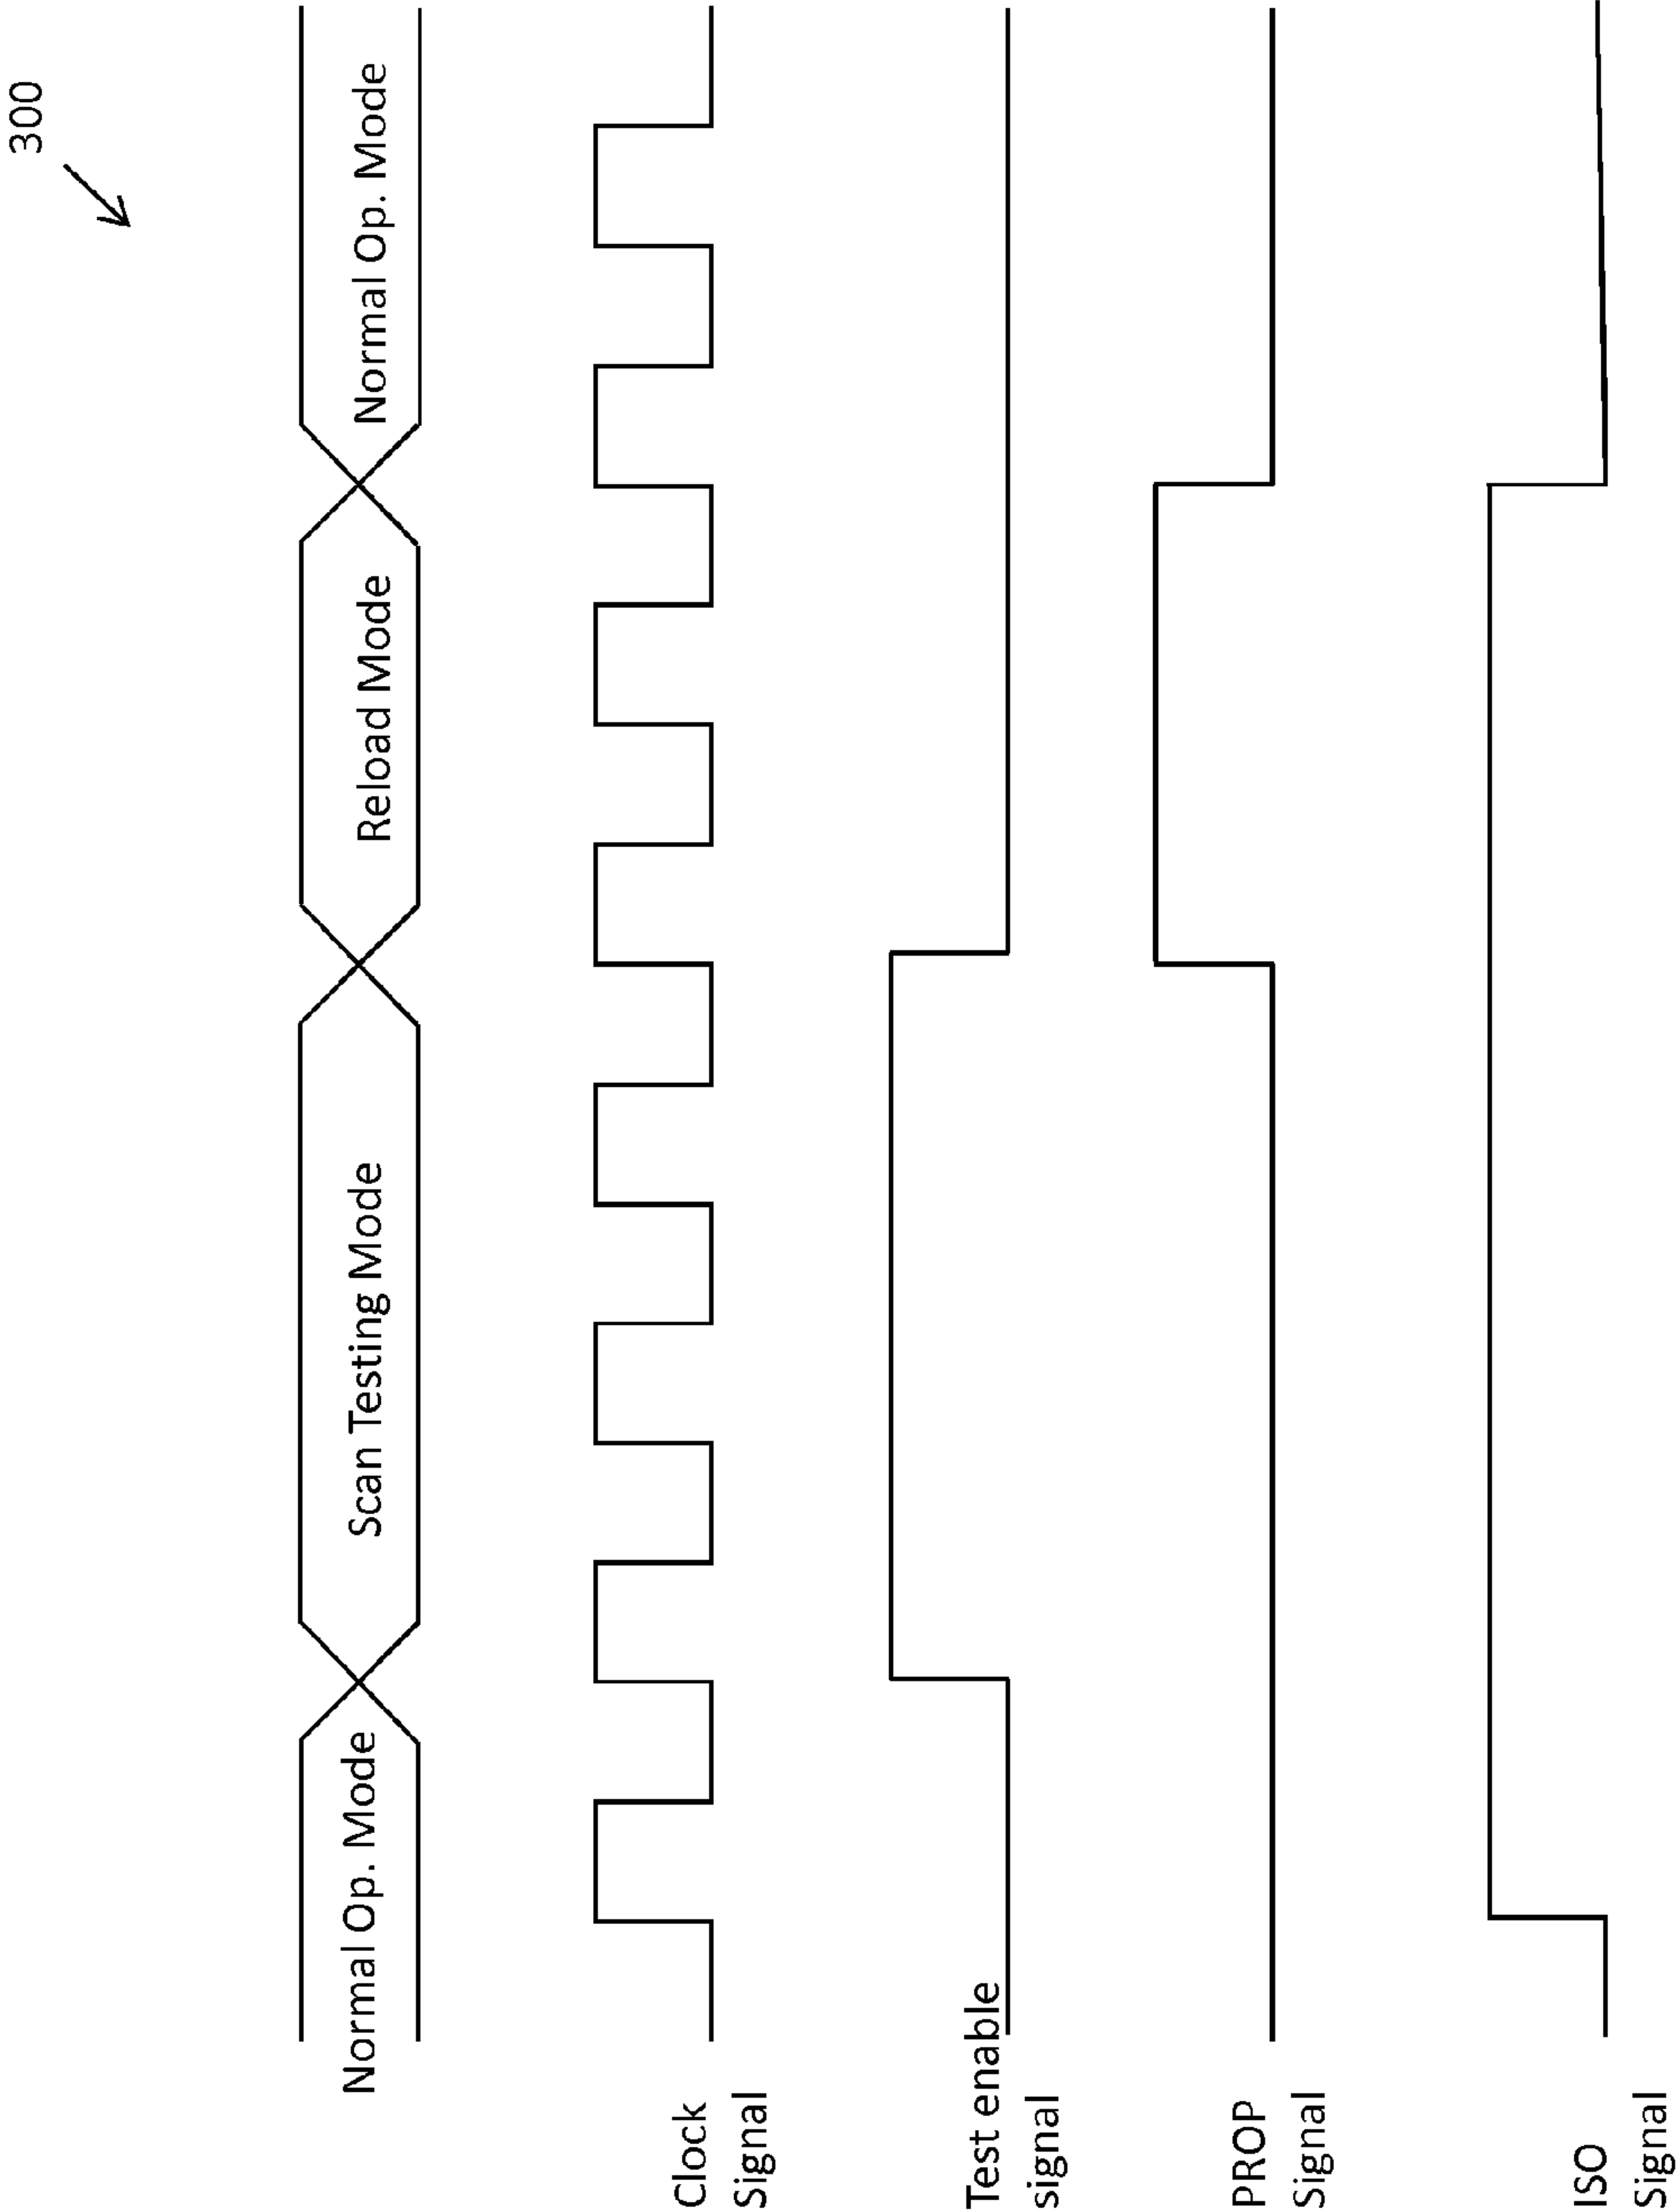 300
Normal Op. Mode
Scan Testing Mode
Reload Mode
Normal Op. Mode
Clock
Signal
Test enable
signal
PROP
Signal
ISO
Signal